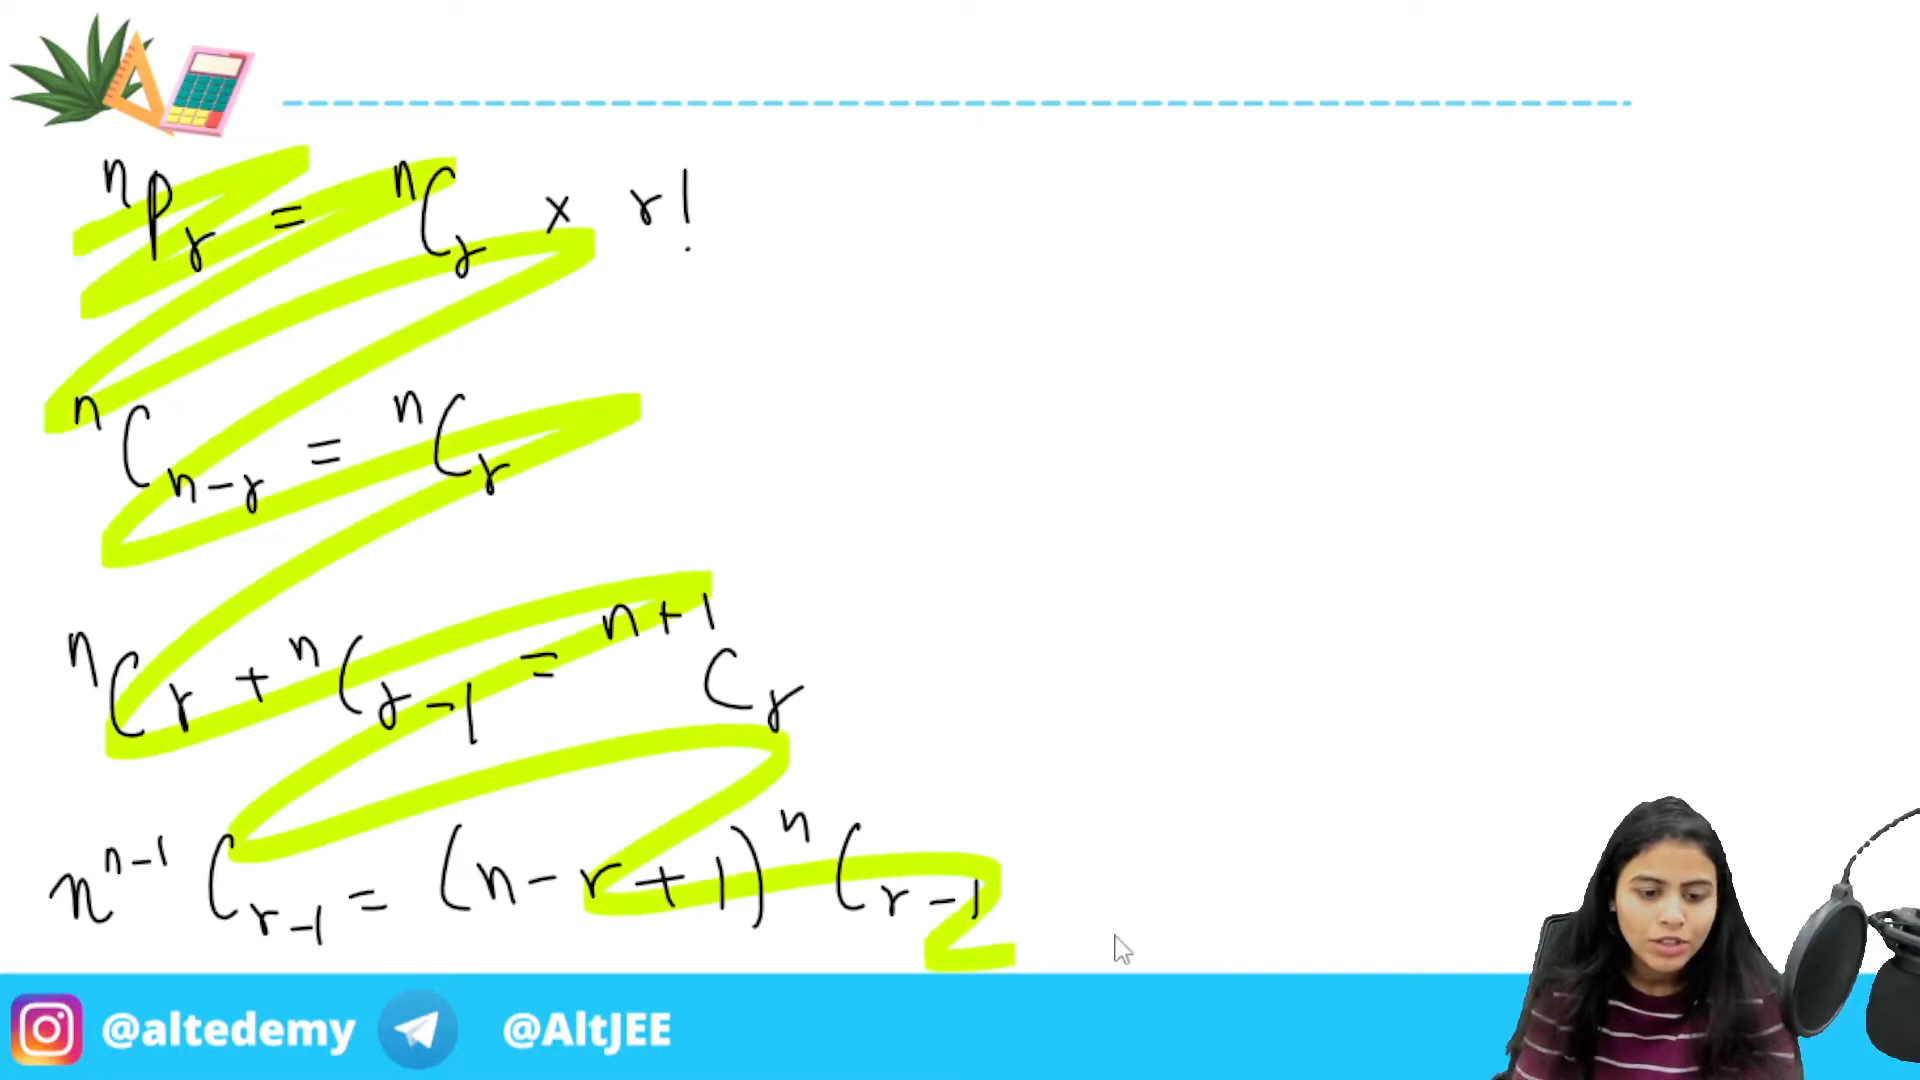 ⁿPᵣ = ⁿCᵣ × r!
ⁿCₙ₋ᵣ = ⁿCᵣ
ⁿCᵣ + ⁿCᵣ₋₁ = ⁿ⁺¹Cᵣ
n ⁿ⁻¹Cᵣ₋₁ = (n-r+1) ⁿCᵣ₋₁
@altedemy @AltJEE